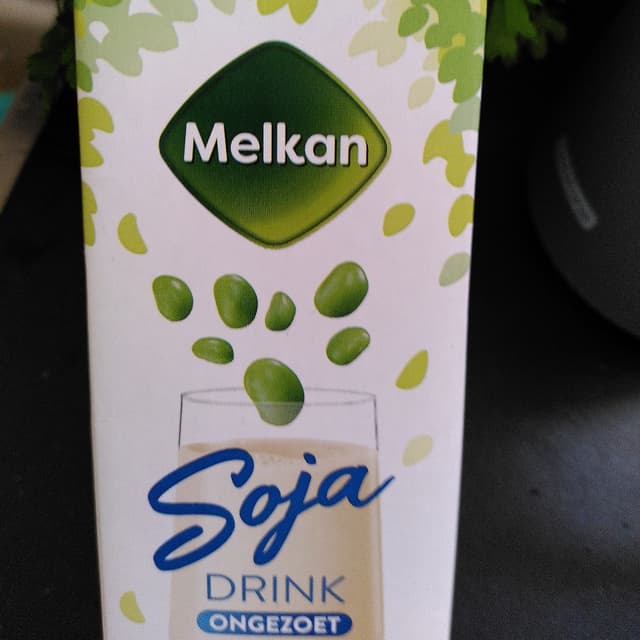 Melkan
Soja
DRINK
ONGEZOET